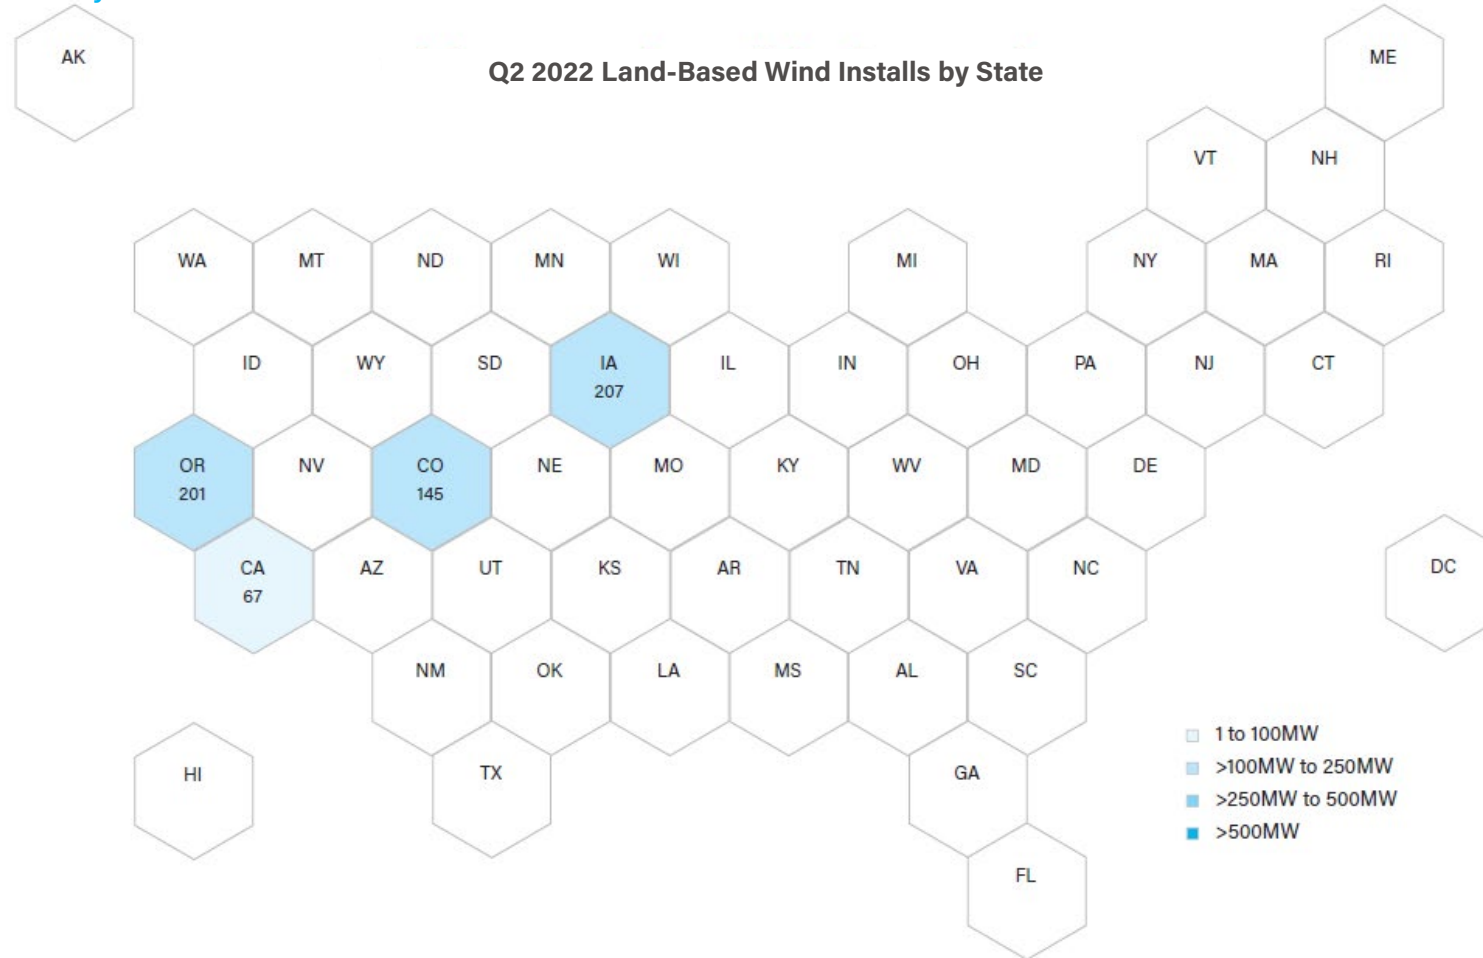 Q2 2022 Land-Based Wind Installs by State
AK
ME
VT
NH
WA
MT
ND
MN
WI
MI
NY
MA
RI
ID
WY
SD
IA
207
IL
IN
OH
PA
NJ
CT
OR
201
NV
CO
145
NE
MO
KY
WV
MD
DE
CA
67
AZ
UT
KS
AR
TN
VA
NC
DC
NM
OK
LA
MS
AL
SC
HI
TX
GA
FL
1 to 100MW
>100MW to 250MW
>250MW to 500MW
>500MW